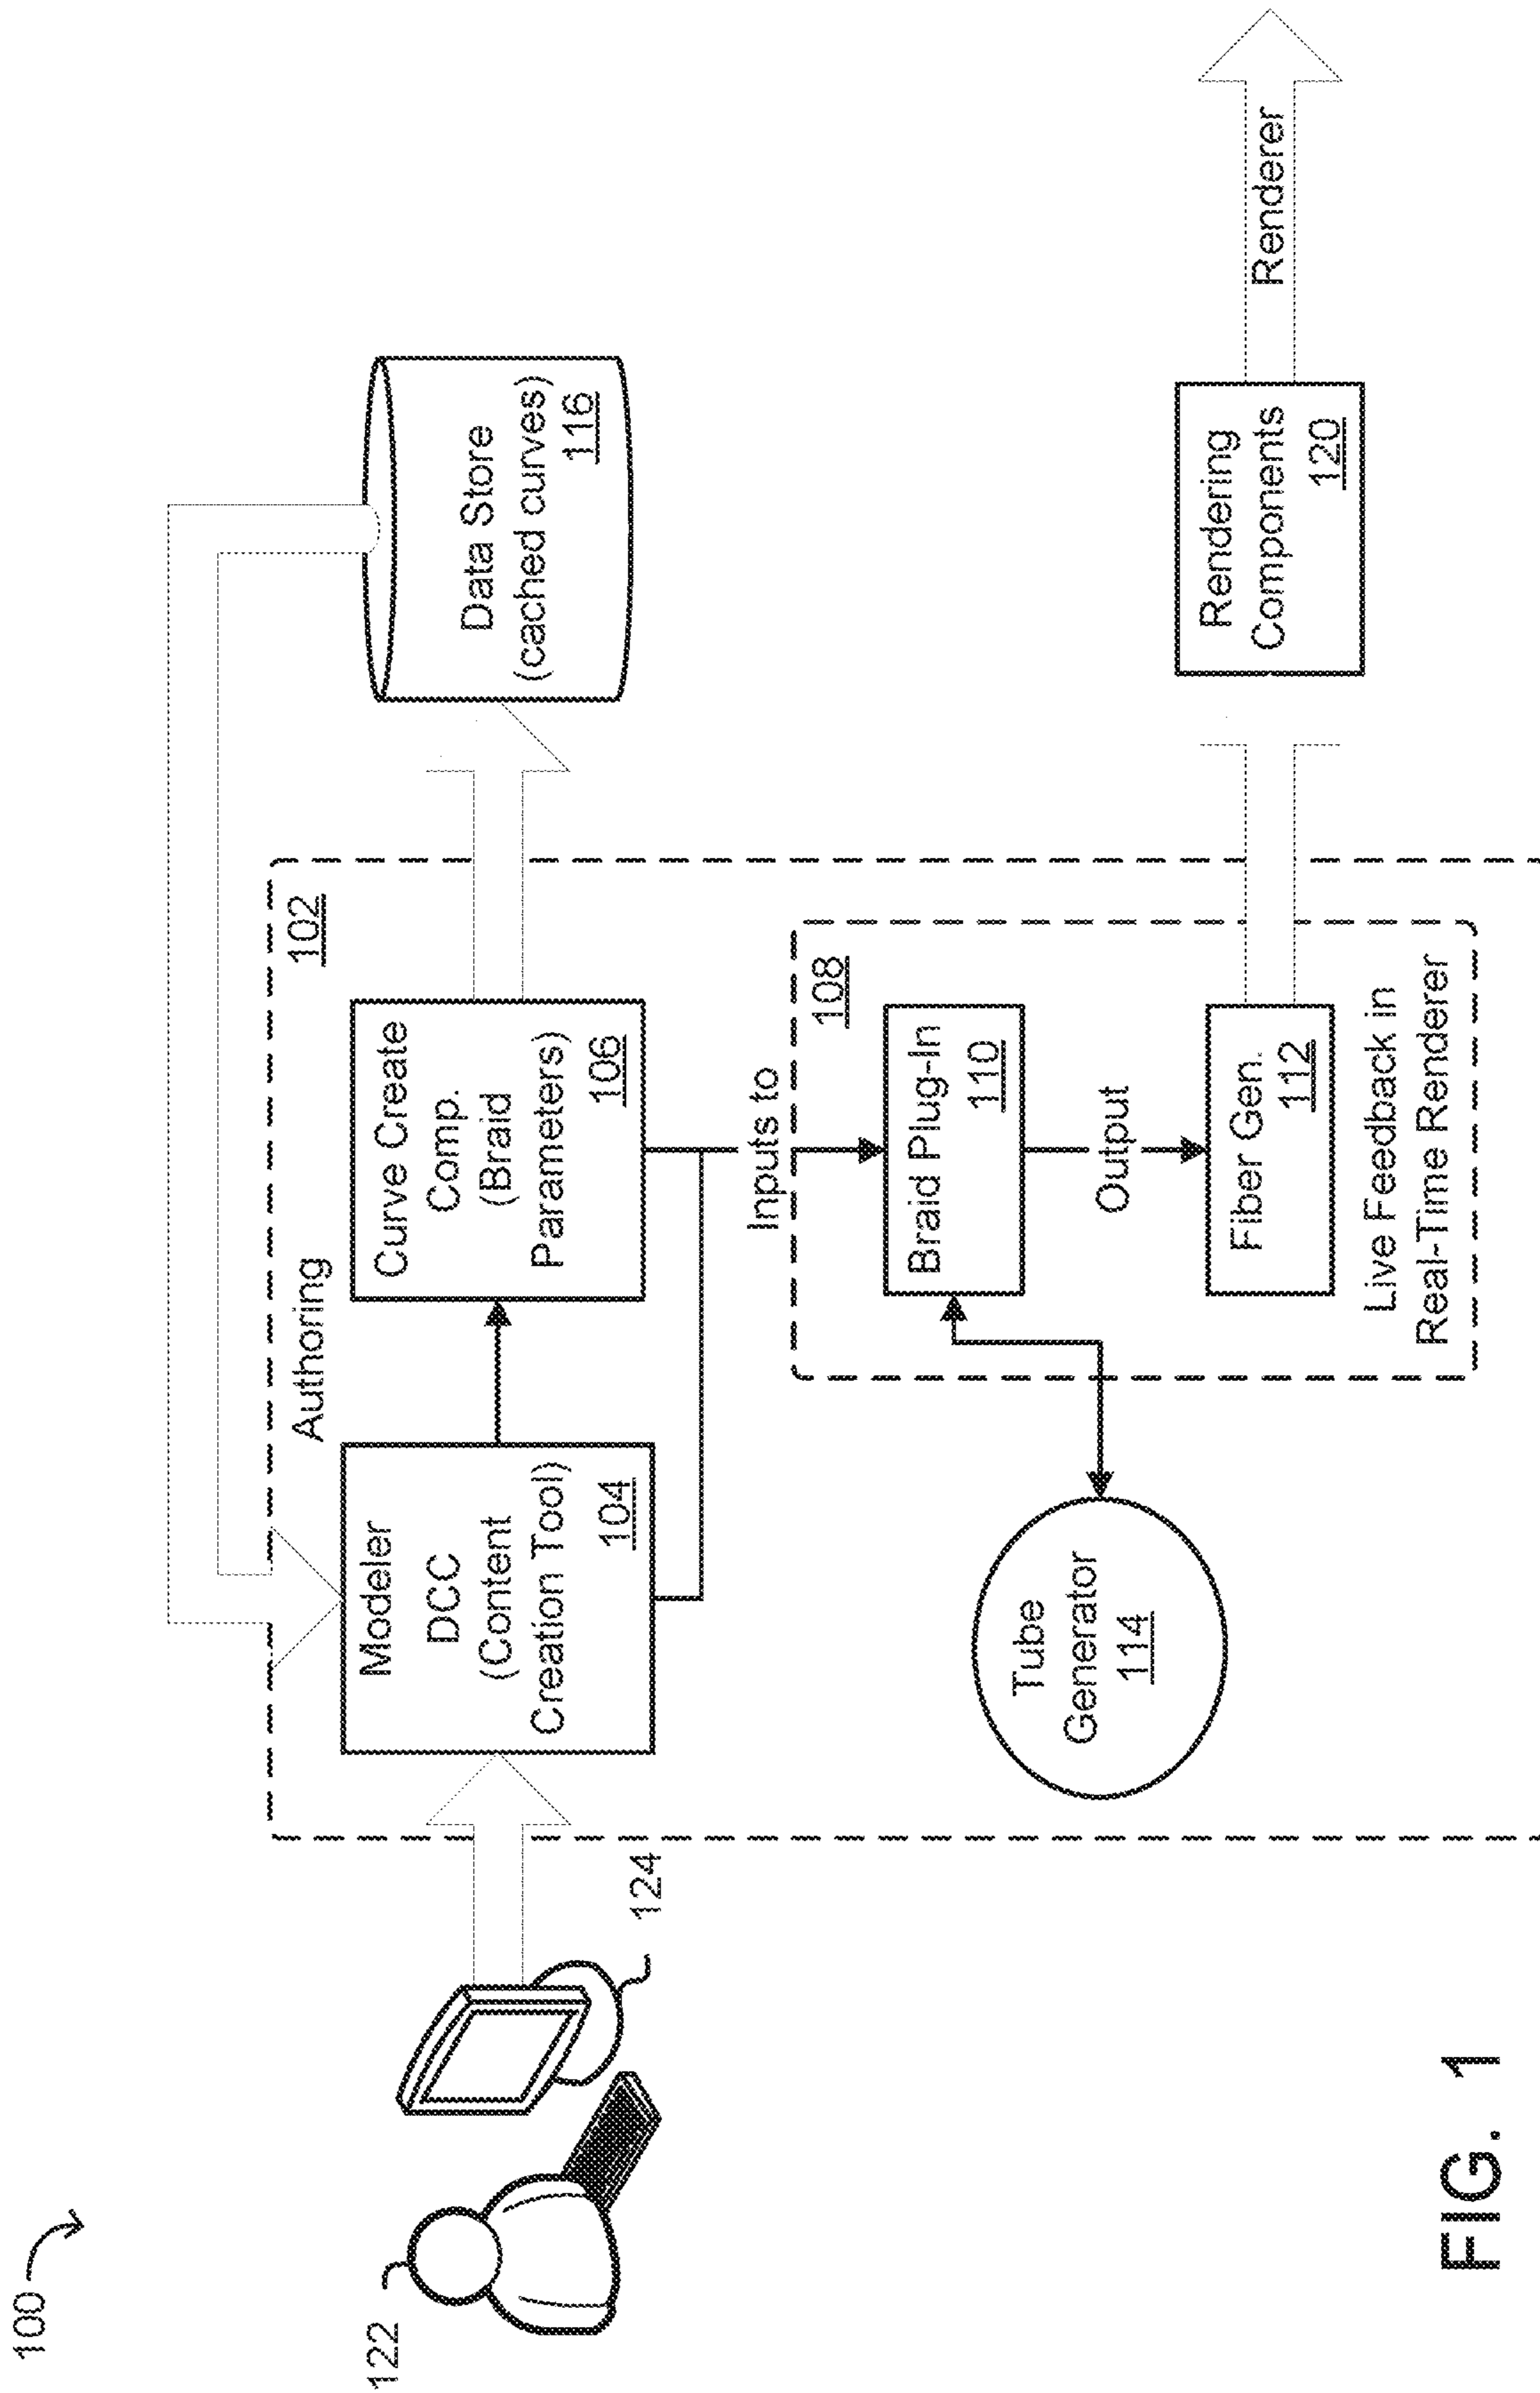 100
122
124
Authoring
102
Modeler
DCC
(Content
Creation Tool)
104
Curve Create
Comp.
(Braid
Parameters)
106
Data Store
(cached curves)
116
Inputs to
108
Braid Plug-In
110
Output
Tube
Generator
114
Fiber Gen.
112
Live Feedback in
Real-Time Renderer
Rendering
Components
120
Renderer
FIG. 1